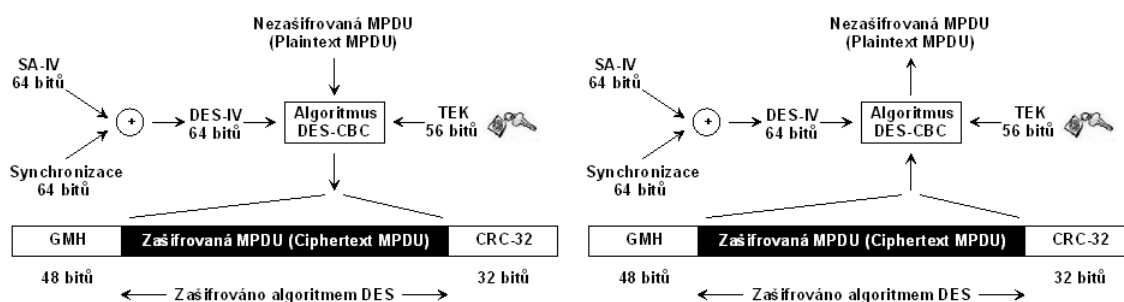 Nezašifrovaná MPDU
(Plaintext MPDU)
SA-IV
64 bitů
+
DES-IV
64 bitů
Algoritmus
DES-CBC
TEK
56 bitů
Synchronizace
64 bitů
GMH
Zašifrovaná MPDU (Ciphertext MPDU)
CRC-32
48 bitů
32 bitů
Zašifrováno algoritmem DES
Nezašifrovaná MPDU
(Plaintext MPDU)
SA-IV
64 bitů
+
DES-IV
64 bitů
Algoritmus
DES-CBC
TEK
56 bitů
Synchronizace
64 bitů
GMH
Zašifrovaná MPDU (Ciphertext MPDU)
CRC-32
48 bitů
32 bitů
Zašifrováno algoritmem DES